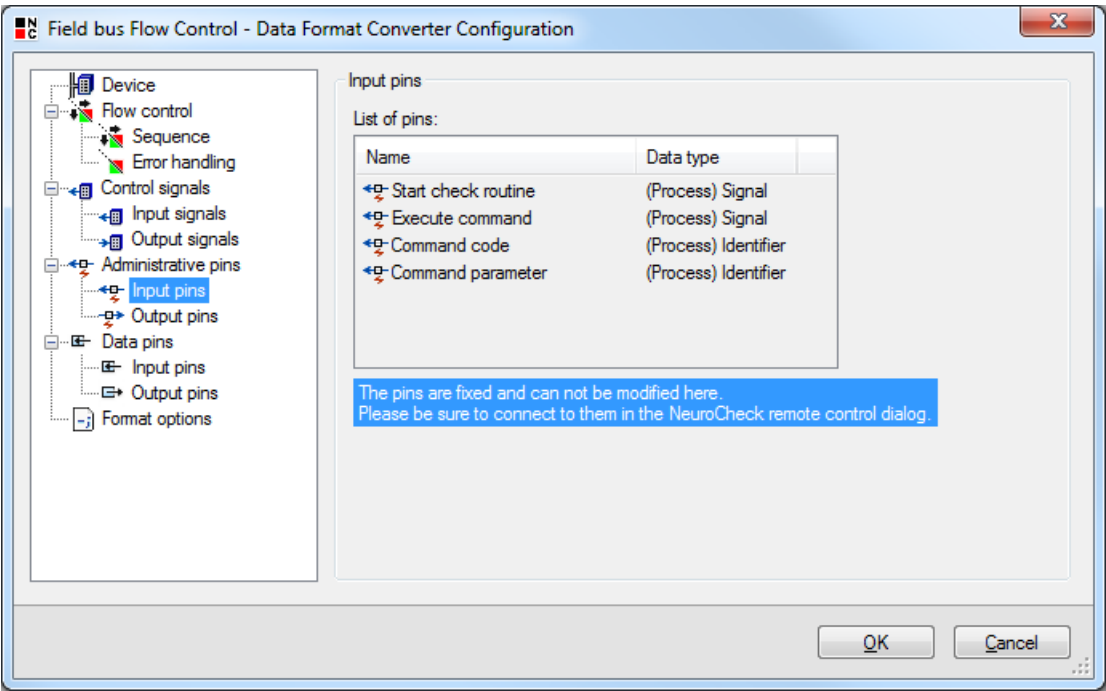 Field bus Flow Control - Data Format Converter Configuration
Device
Flow control
Sequence
Error handling
Control signals
Input signals
Output signals
Administrative pins
Input pins
Output pins
Data pins
Input pins
Output pins
Format options
Input pins
List of pins:
Name Data type
Start check routine (Process) Signal
Execute command (Process) Signal
Command code (Process) Identifier
Command parameter (Process) Identifier
The pins are fixed and can not be modified here.
Please be sure to connect to them in the NeuroCheck remote control dialog.
OK Cancel